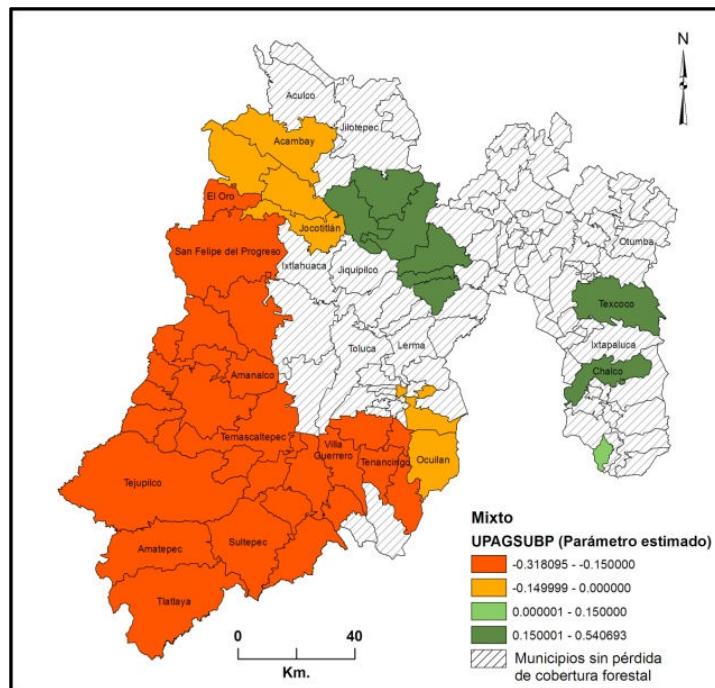 N
Aculco
Jilotepec
Acambay
El Oro
Jocotitlán
Otumba
San Felipe del Progreso
Ixtlahuaca
Jiquipilco
Texcoco
Toluca
Lerma
Ixtapaluca
Chalco
Amanalco
Temascaltepec
Villa
Guerrero
Tenancingo
Ocuilan
Tejupilco
Sultepec
Amatepec
Tlatlaya
0 40
Km.
Mixto
UPAGSUBP (Parámetro estimado)
-0.318095 - -0.150000
-0.149999 - 0.000000
0.000001 - 0.150000
0.150001 - 0.540693
Municipios sin pérdida
de cobertura forestal